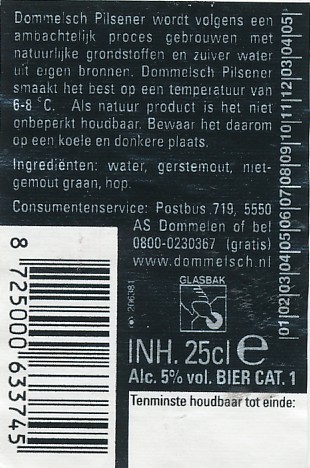 Dommelsch Pilsener wordt volgens een
ambachtelijk proces gebrouwen met
natuurlijke grondstoffen en zuiver water
uit eigen bronnen. Dommelsch Pilsener
smaakt het best op een temperatuur van
6-8 °C. Als natuur product is het niet
onbeperkt houdbaar. Bewaar het daarom
op een koele en donkere plaats.
Ingrediënten: water, gerstemout, niet-
gemout graan, hop.
Consumentenservice: Postbus 719, 5550
AS Dommelen of bel
0800-0230367 (gratis)
www.dommelsch.nl
GLASBAK
206381
INH. 25cl e
Alc. 5% vol. BIER CAT. 1
Tenminste houdbaar tot einde:
8 725000 633745
|01|02|03|04|05|06|07|08|09|10|11|12|03|04|05|